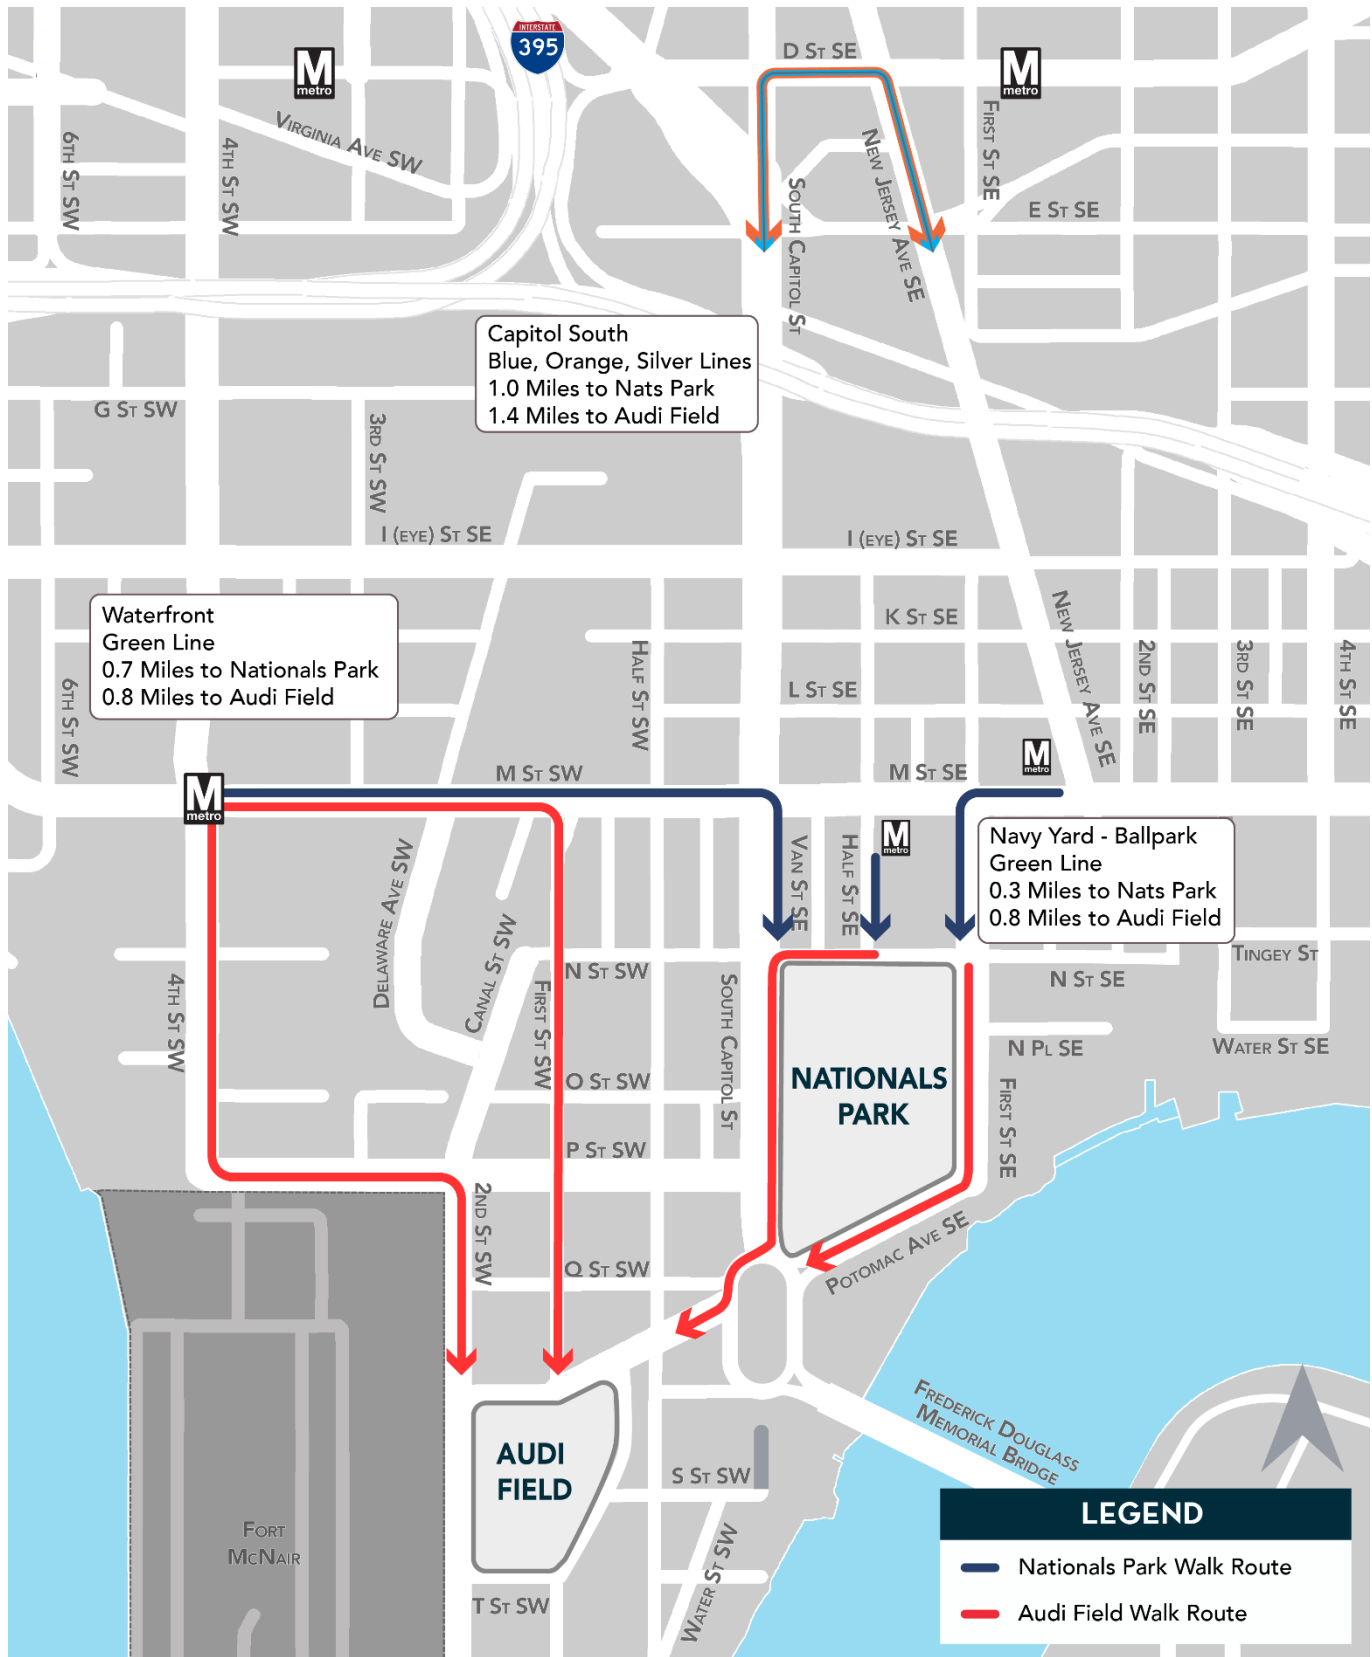 INTERSTATE
395
D ST SE
M
metro
M
metro
VIRGINIA AVE SW
6TH ST SW
4TH ST SW
FIRST ST SE
NEW JERSEY AVE SE
SOUTH CAPITOL ST
E ST SE
Capitol South
Blue, Orange, Silver Lines
1.0 Miles to Nats Park
1.4 Miles to Audi Field
G ST SW
3RD ST SW
I (EYE) ST SE
I (EYE) ST SE
Waterfront
Green Line
0.7 Miles to Nationals Park
0.8 Miles to Audi Field
K ST SE
NEW JERSEY AVE SE
HALF ST SW
2ND ST SE
3RD ST SE
4TH ST SE
L ST SE
6TH ST SW
M ST SW
M ST SE
M
metro
M
metro
M
metro
VAN ST SE
HALF ST SE
Navy Yard - Ballpark
Green Line
0.3 Miles to Nats Park
0.8 Miles to Audi Field
DELAWARE AVE SW
CANAL ST SW
4TH ST SW
N ST SW
FIRST ST SW
SOUTH CAPITOL ST
TINGEY ST
N ST SE
N PL SE
WATER ST SE
NATIONALS
PARK
O ST SW
FIRST ST SE
P ST SW
2ND ST SW
Q ST SW
POTOMAC AVE SE
FREDERICK DOUGLASS
MEMORIAL BRIDGE
AUDI
FIELD
S ST SW
FORT
MCNAIR
WATER ST SW
T ST SW
LEGEND
Nationals Park Walk Route
Audi Field Walk Route